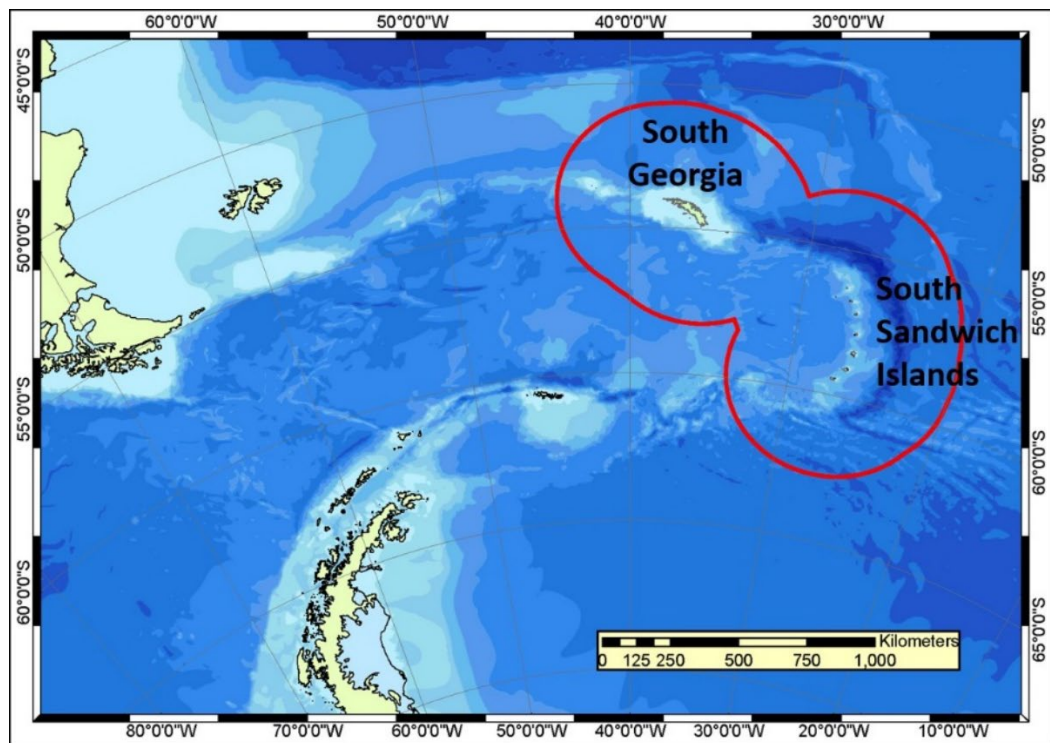 60°0'0"W 50°0'0"W 40°0'0"W 30°0'0"W
45°0'0"S
50°0'0"S
55°0'0"S
60°0'0"S
50°0'0"S
55°0'0"S
60°0'0"S
65°0'0"S
South
Georgia
South
Sandwich
Islands
Kilometers
0 125 250 500 750 1,000
80°0'0"W 70°0'0"W 60°0'0"W 50°0'0"W 40°0'0"W 30°0'0"W 20°0'0"W 10°0'0"W